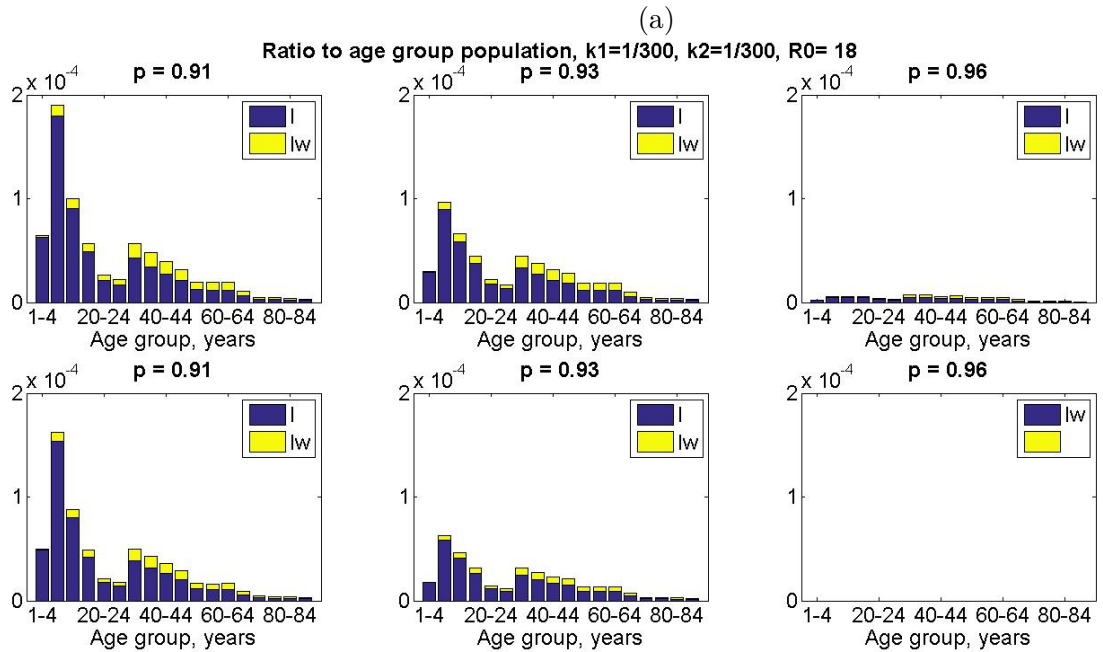 (a)
Ratio to age group population, k1=1/300, k2=1/300, R0= 18
p = 0.91
p = 0.93
p = 0.96
2 x 10^-4
2 x 10^-4
2 x 10^-4
I
Iw
I
Iw
I
Iw
1
1
1
0
0
0
1-4 20-24 40-44 60-64 80-84
1-4 20-24 40-44 60-64 80-84
1-4 20-24 40-44 60-64 80-84
Age group, years
Age group, years
Age group, years
p = 0.91
p = 0.93
p = 0.96
2 x 10^-4
2 x 10^-4
2 x 10^-4
I
Iw
I
Iw
Iw
1
1
1
0
0
0
1-4 20-24 40-44 60-64 80-84
1-4 20-24 40-44 60-64 80-84
1-4 20-24 40-44 60-64 80-84
Age group, years
Age group, years
Age group, years